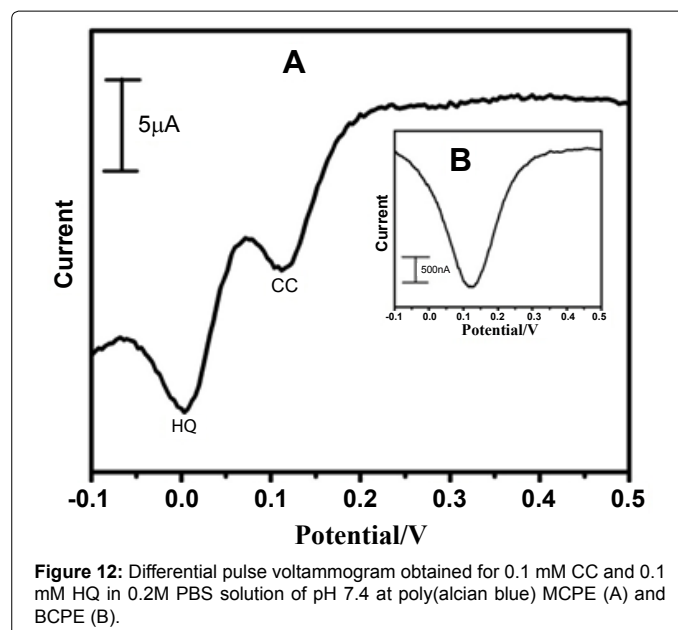 A
5μA
CC
HQ
Current
-0.1 0.0 0.1 0.2 0.3 0.4 0.5
Potential/V
B
500nA
Current
-0.1 0.0 0.1 0.2 0.3 0.4 0.5
Potential/V
Figure 12: Differential pulse voltammogram obtained for 0.1 mM CC and 0.1
mM HQ in 0.2M PBS solution of pH 7.4 at poly(alcian blue) MCPE (A) and
BCPE (B).